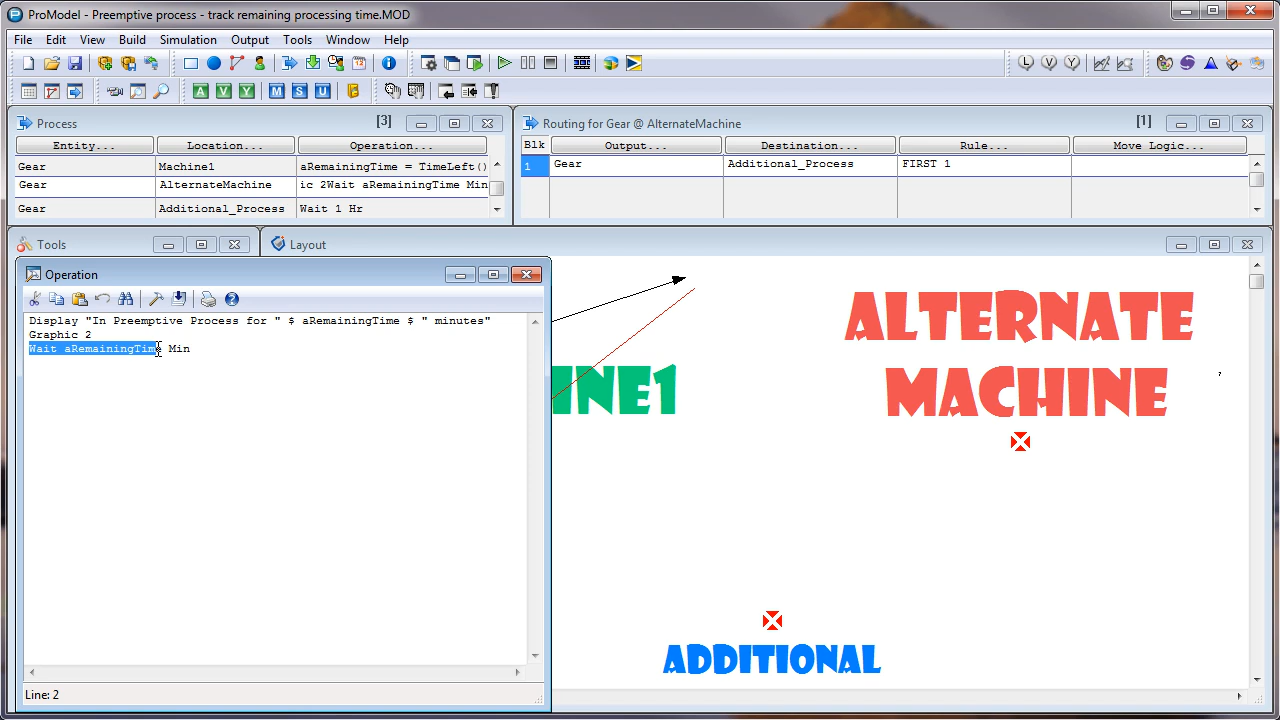 ProModel - Preemptive process - track remaining processing time.MOD
File Edit View Build Simulation Output Tools Window Help
L V Y
A V Y M S U
Process [3]
Entity... Location... Operation...
Gear Machine1 aRemainingTime = TimeLeft()
Gear AlternateMachine ic 2Wait aRemainingTime Min
Gear Additional_Process Wait 1 Hr
Routing for Gear @ AlternateMachine [1]
Blk Output... Destination... Rule... Move Logic...
1 Gear Additional_Process FIRST 1
Tools
Layout
Operation
Display "In Preemptive Process for " $ aRemainingTime $ " minutes"
Graphic 2
Wait aRemainingTime Min
Line: 2
INE1
ALTERNATE
MACHINE
ADDITIONAL